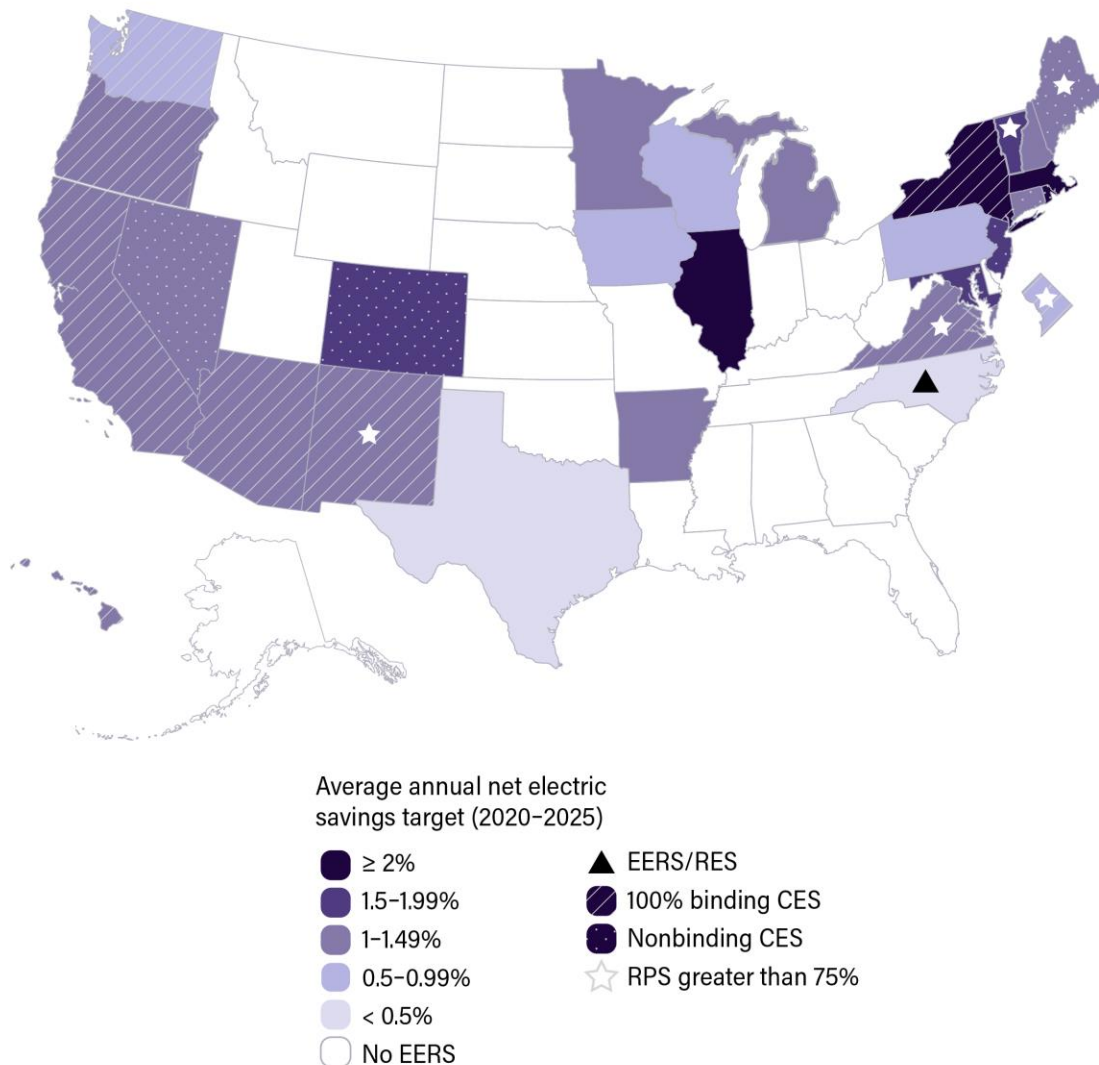 Average annual net electric
savings target (2020–2025)
≥ 2%
1.5–1.99%
1–1.49%
0.5–0.99%
< 0.5%
No EERS
EERS/RES
100% binding CES
Nonbinding CES
RPS greater than 75%